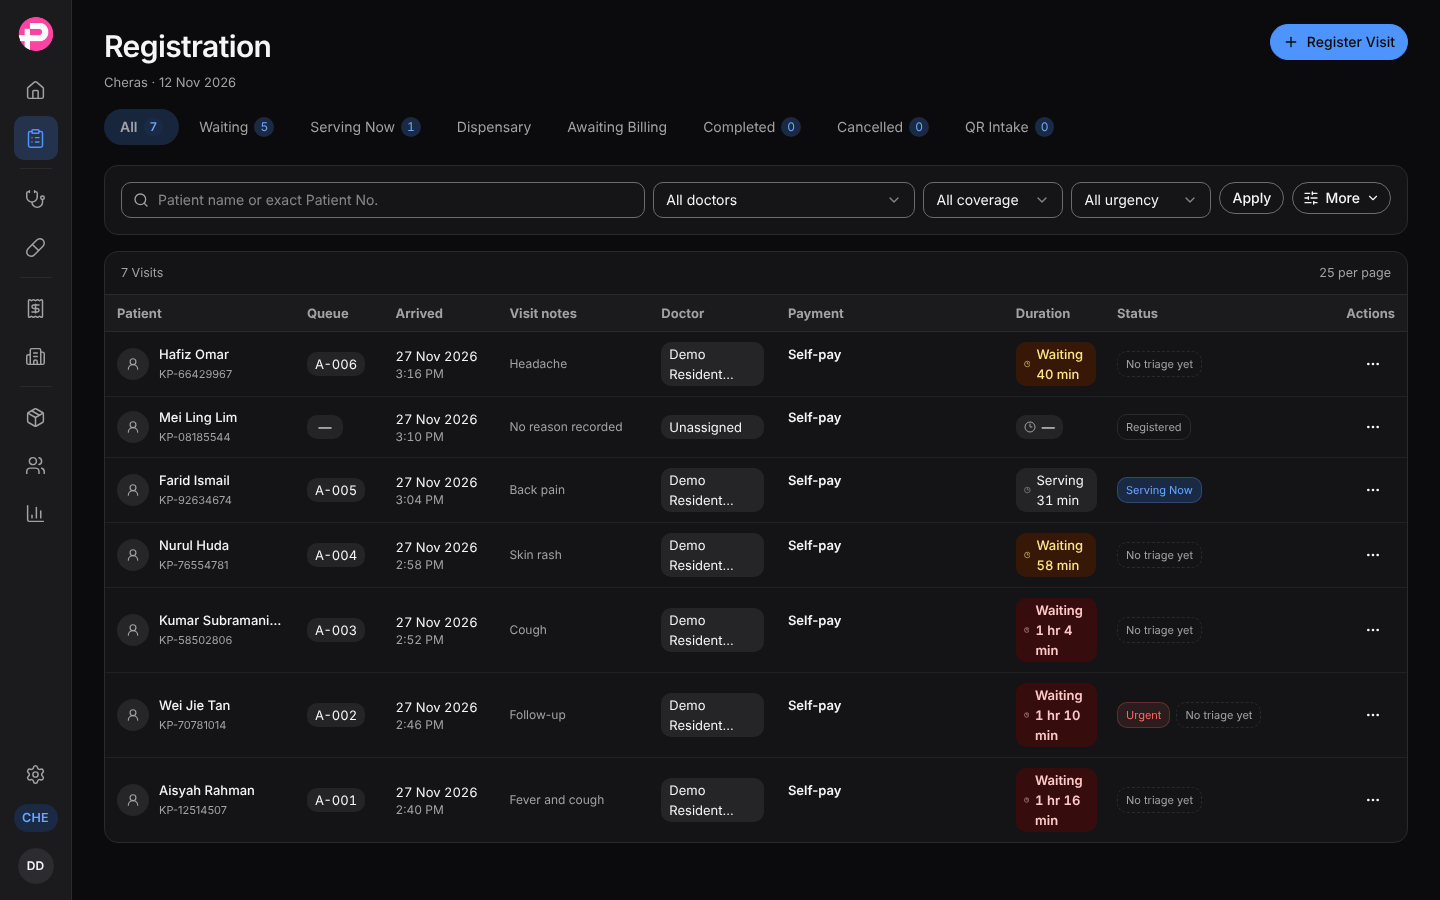 Registration
Register Visit
Cheras · 12 Nov 2026
All 7 Waiting 5 Serving Now 1 Dispensary Awaiting Billing Completed 0 Cancelled 0 QR Intake 0
Patient name or exact Patient No. All doctors All coverage All urgency Apply More
7 Visits 25 per page
Patient Queue Arrived Visit notes Doctor Payment Duration Status Actions
Hafiz Omar
KP-66429967
A-006
27 Nov 2026
3:16 PM
Headache
Demo
Resident...
Self-pay
Waiting
40 min
No triage yet
Mei Ling Lim
KP-08185544
—
27 Nov 2026
3:10 PM
No reason recorded
Unassigned
Self-pay
—
Registered
Farid Ismail
KP-92634674
A-005
27 Nov 2026
3:04 PM
Back pain
Demo
Resident...
Self-pay
Serving
31 min
Serving Now
Nurul Huda
KP-76554781
A-004
27 Nov 2026
2:58 PM
Skin rash
Demo
Resident...
Self-pay
Waiting
58 min
No triage yet
Kumar Subramani...
KP-58502806
A-003
27 Nov 2026
2:52 PM
Cough
Demo
Resident...
Self-pay
Waiting
1 hr 4
min
No triage yet
Wei Jie Tan
KP-70781014
A-002
27 Nov 2026
2:46 PM
Follow-up
Demo
Resident...
Self-pay
Waiting
1 hr 10
min
Urgent No triage yet
Aisyah Rahman
KP-12514507
A-001
27 Nov 2026
2:40 PM
Fever and cough
Demo
Resident...
Self-pay
Waiting
1 hr 16
min
No triage yet
CHE
DD